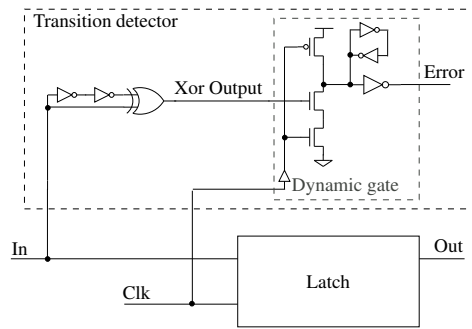 Transition detector
Xor Output
Error
Dynamic gate
In
Out
Latch
Clk